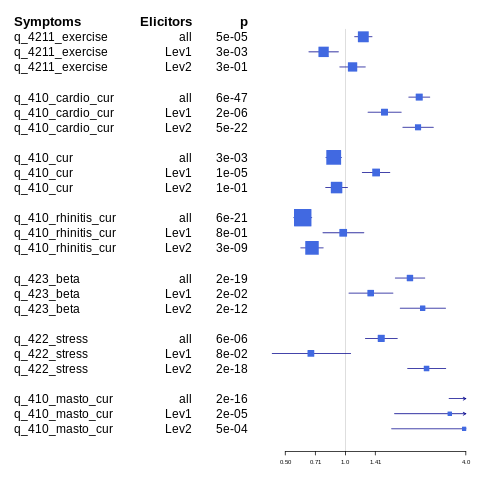 Symptoms Elicitors p
q_4211_exercise all 5e-05
q_4211_exercise Lev1 3e-03
q_4211_exercise Lev2 3e-01
q_410_cardio_cur all 6e-47
q_410_cardio_cur Lev1 2e-06
q_410_cardio_cur Lev2 5e-22
q_410_cur all 3e-03
q_410_cur Lev1 1e-05
q_410_cur Lev2 1e-01
q_410_rhinitis_cur all 6e-21
q_410_rhinitis_cur Lev1 8e-01
q_410_rhinitis_cur Lev2 3e-09
q_423_beta all 2e-19
q_423_beta Lev1 2e-02
q_423_beta Lev2 2e-12
q_422_stress all 6e-06
q_422_stress Lev1 8e-02
q_422_stress Lev2 2e-18
q_410_masto_cur all 2e-16
q_410_masto_cur Lev1 2e-05
q_410_masto_cur Lev2 5e-04
0.50 0.71 1.0 1.41 4.0